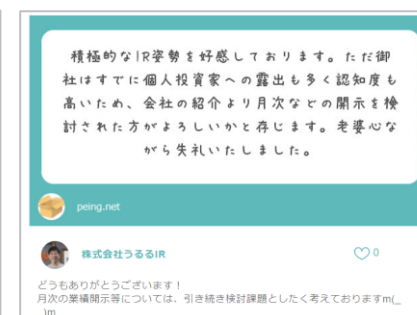 積極的なIR姿勢を好感しております。ただ御
社はすでに個人投資家への露出も多く認知度も
高いため、会社の紹介より月次などの開示を検
討された方がよろしいかと存じます。老婆心な
がら失礼いたしました。
peing.net
株式会社うるるIR
0
どうもありがとうございます！
月次の業績開示等については、引き続き検討課題としたく考えておりますm(_
_)m